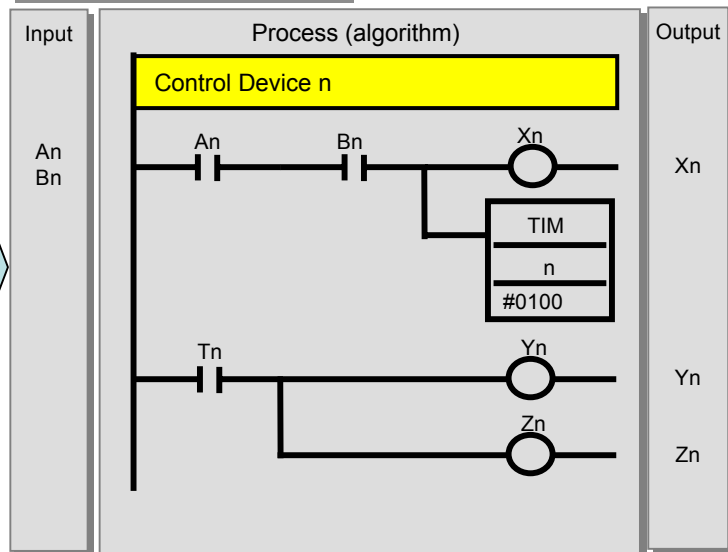 Input
Process (algorithm)
Output
Control Device n
An
Bn
An
Bn
Xn
Xn
TIM
n
#0100
Tn
Yn
Yn
Zn
Zn